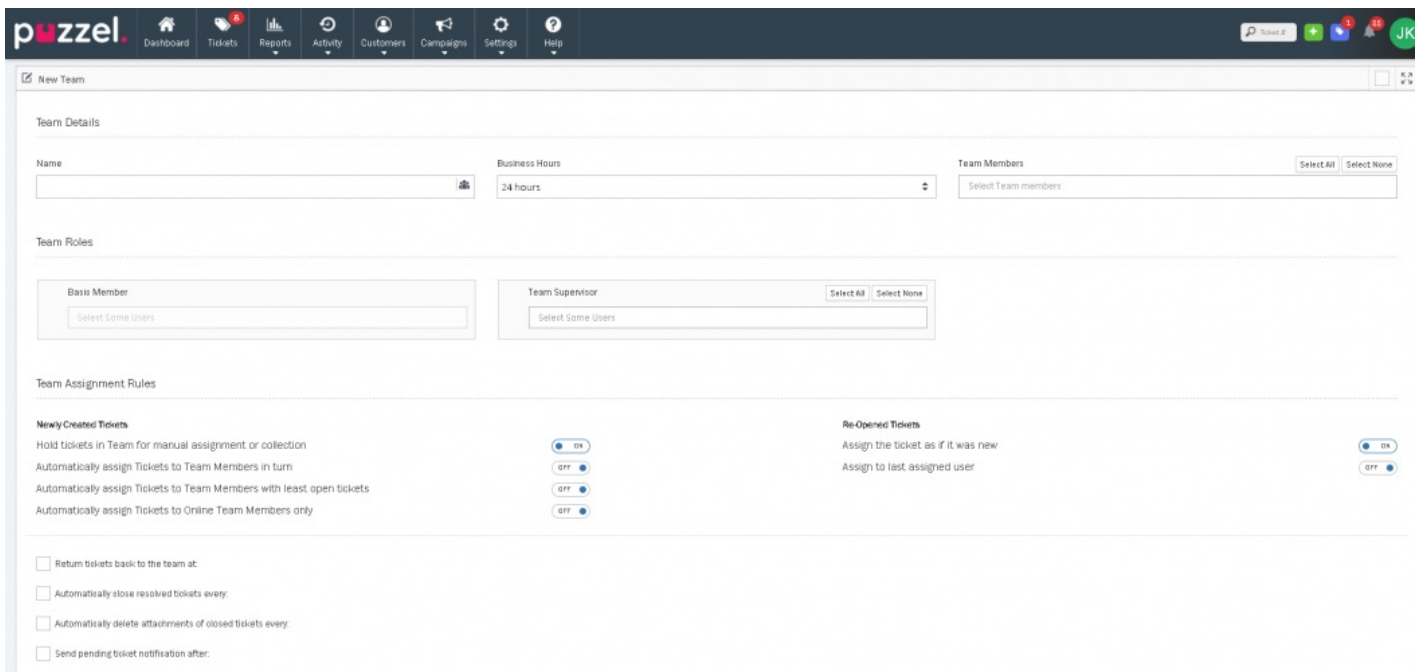 puzzel.
Dashboard
Tickets
8
Reports
Activity
Customers
Campaigns
Settings
Help
Ticket #
1
55
JK
New Team
Team Details
Name
Business Hours
Team Members
Select All
Select None
24 hours
Select Team members
Team Roles
Basis Member
Team Supervisor
Select All
Select None
Select Some Users
Select Some Users
Team Assignment Rules
Newly Created Tickets
Re-Opened Tickets
Hold tickets in Team for manual assignment or collection
ON
Assign the ticket as if it was new
ON
Automatically assign Tickets to Team Members in turn
OFF
Assign to last assigned user
OFF
Automatically assign Tickets to Team Members with least open tickets
OFF
Automatically assign Tickets to Online Team Members only
OFF
Return tickets back to the team at:
Automatically close resolved tickets every:
Automatically delete attachments of closed tickets every:
Send pending ticket notification after: